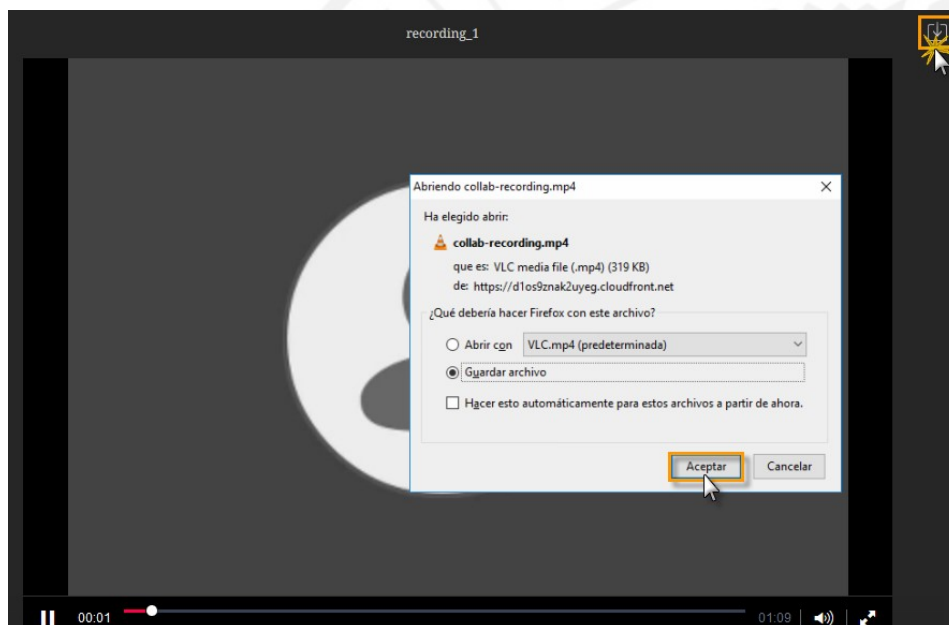 recording_1
Abriendo collab-recording.mp4
Ha elegido abrir:
collab-recording.mp4
que es: VLC media file (.mp4) (319 KB)
de: https://d1os9znak2uyeg.cloudfront.net
¿Qué debería hacer Firefox con este archivo?
Abrir con VLC.mp4 (predeterminada)
Guardar archivo
Hacer esto automáticamente para estos archivos a partir de ahora.
Aceptar Cancelar
00:01 01:09